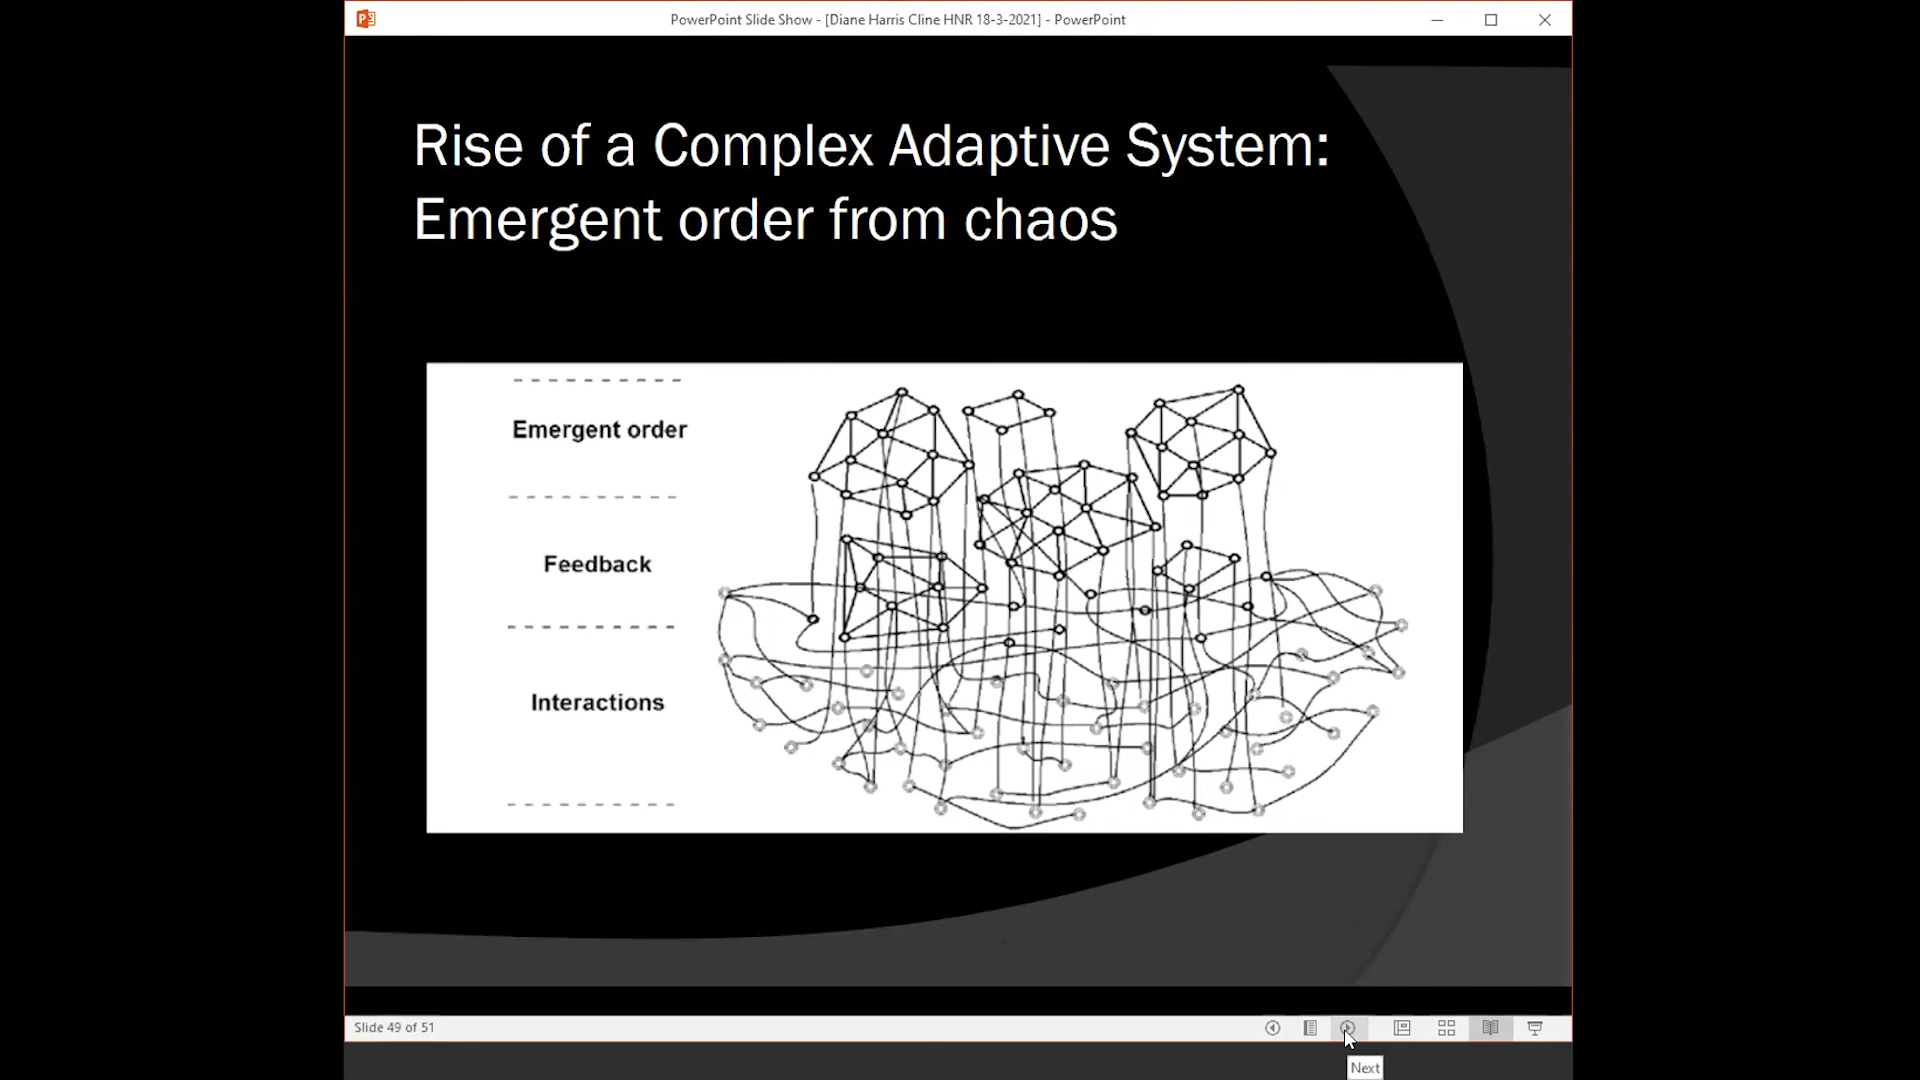 PowerPoint Slide Show - [Diane Harris Cline HNR 18-3-2021] - PowerPoint
Rise of a Complex Adaptive System:
Emergent order from chaos
Emergent order
Feedback
Interactions
Slide 49 of 51
Next